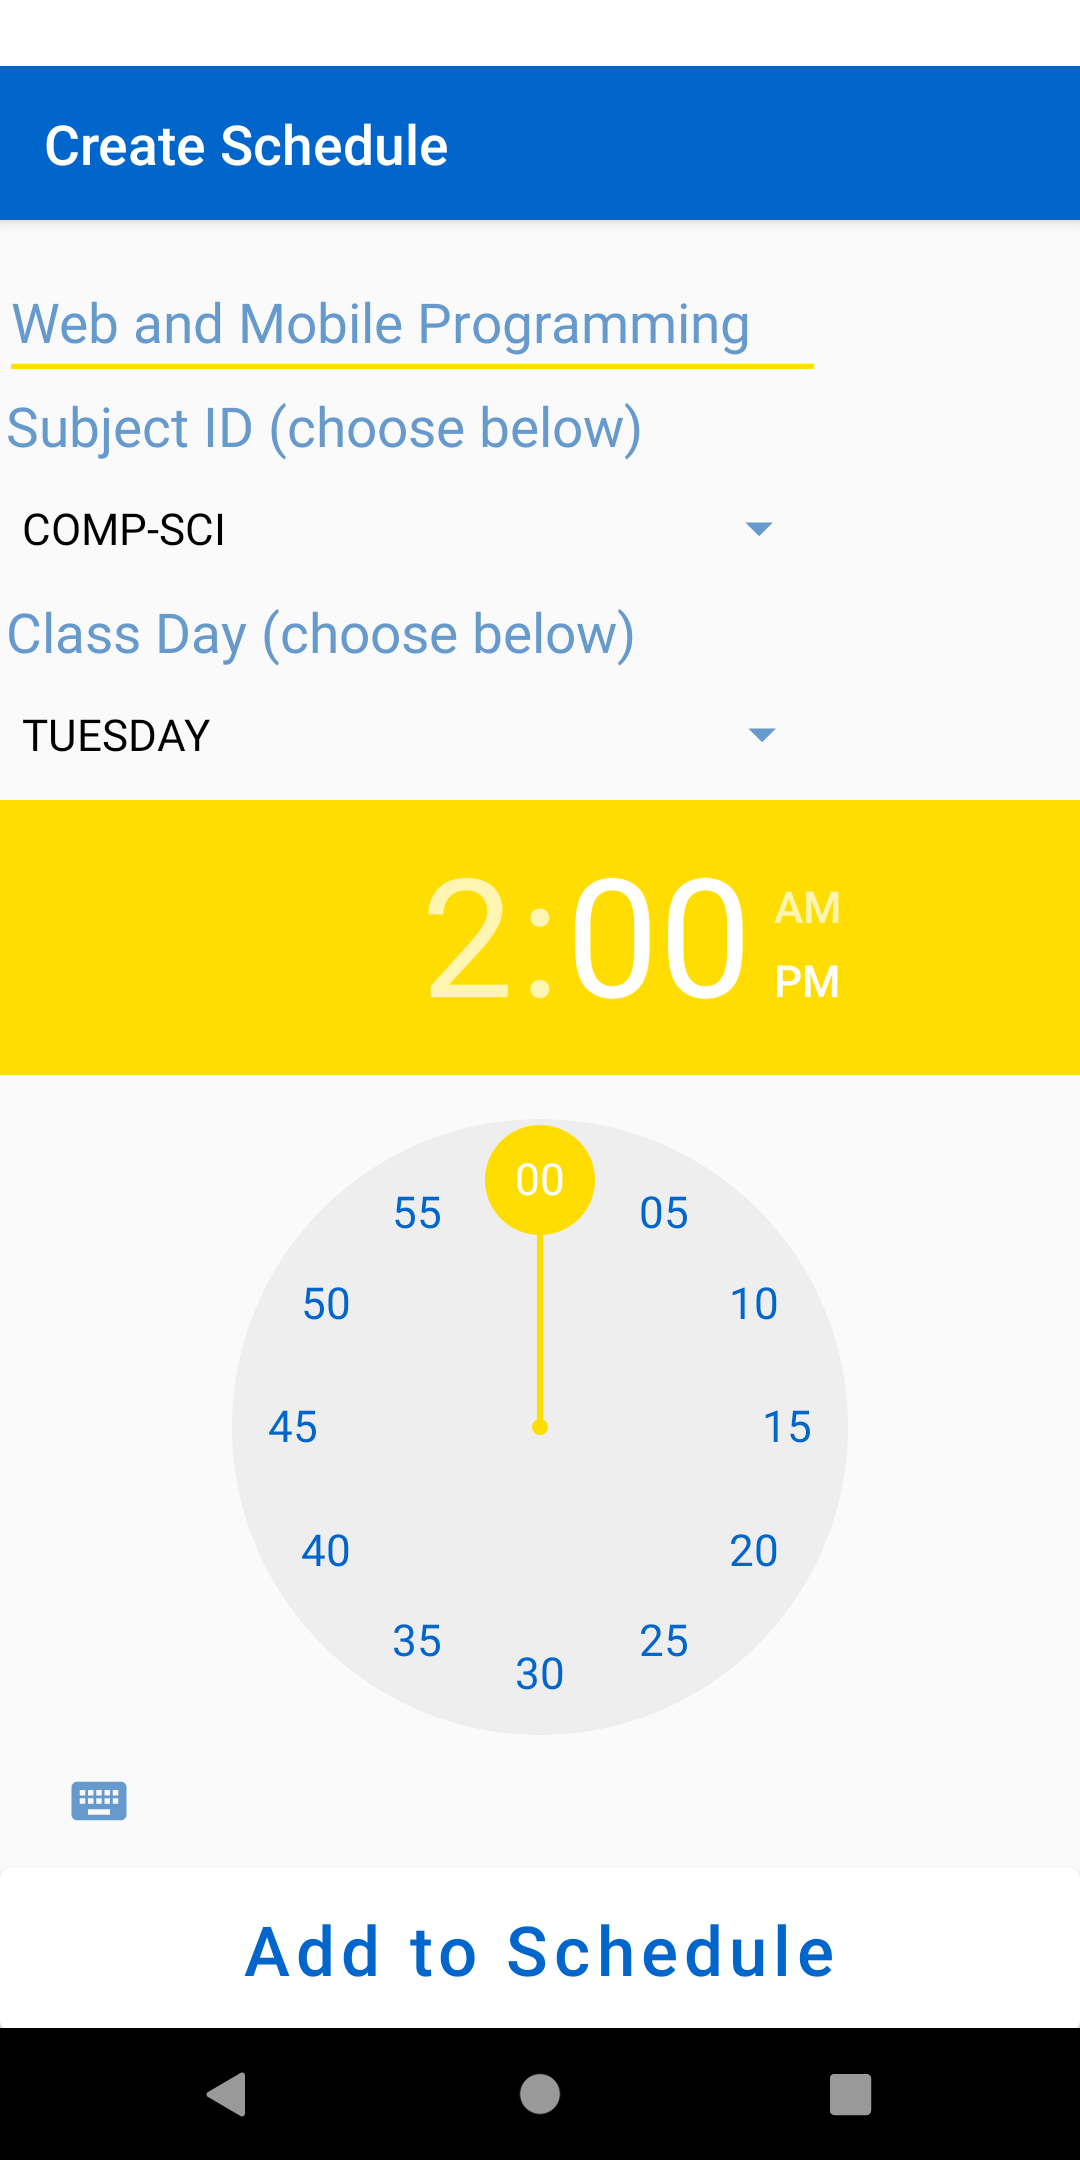 Create Schedule
Web and Mobile Programming
Subject ID (choose below)
COMP-SCI
Class Day (choose below)
TUESDAY
2:00 AM
PM
00
55 05
50 10
45 15
40 20
35 25
30
Add to Schedule